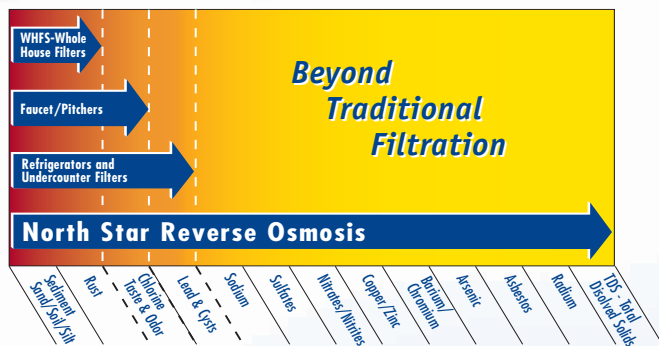 WHFS-Whole
House Filters
Faucet/Pitchers
Refrigerators and
Undercounter Filters
North Star Reverse Osmosis
Beyond
Traditional
Filtration
Sediment
Sand/Soil/Silt
Rust
Chlorine
Taste & Odor
Lead & Cysts
Sodium
Sulfates
Nitrates/Nitrites
Copper/Zinc
Barium/
Chromium
Arsenic
Asbestos
Radium
TDS - Total
Disolved Solids